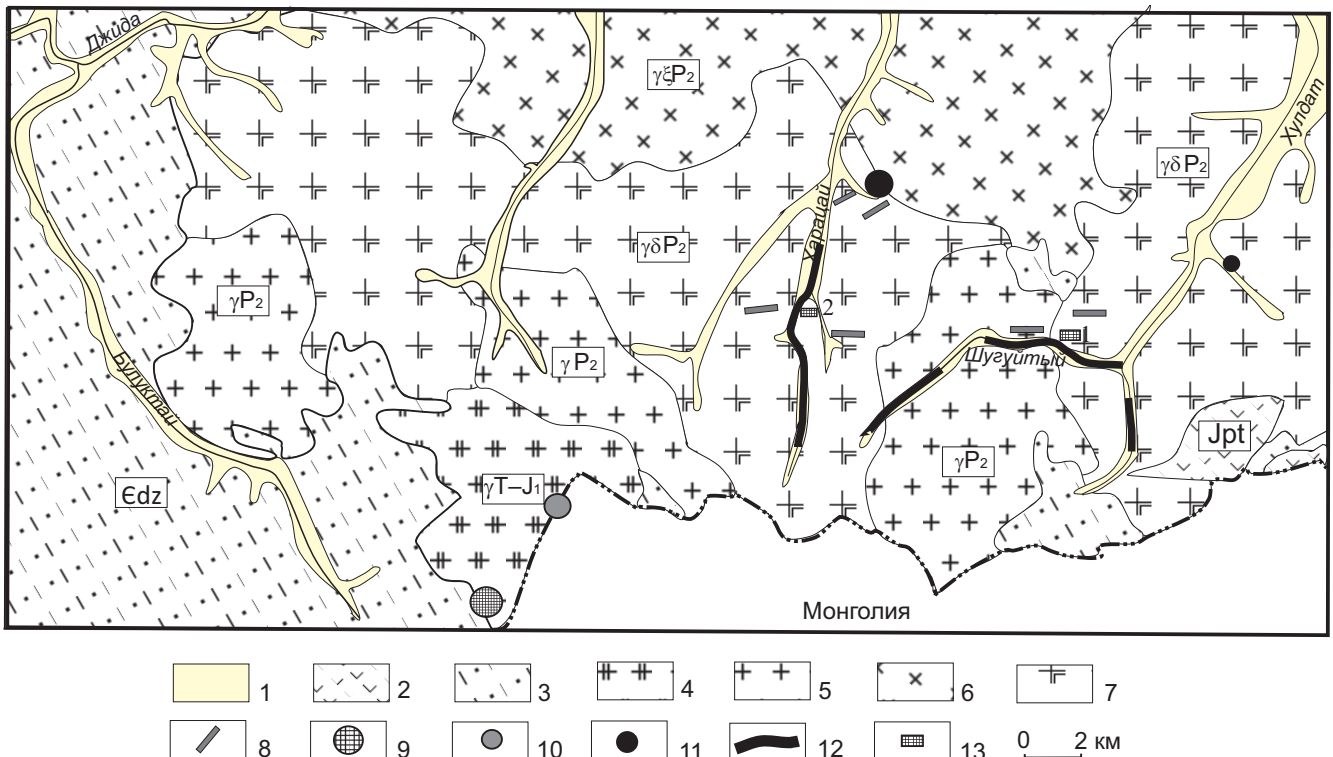 Джида
γξP2
Хулдат
γδP2
Харацай
γδP2
γP2
2
1
Шугуйтый
Булуктай
γP2
Jpt
γP2
Єdz
γT–J1
Монголия
1
2
3
4
5
6
7
8
9
10
11
12
13
0 2 км